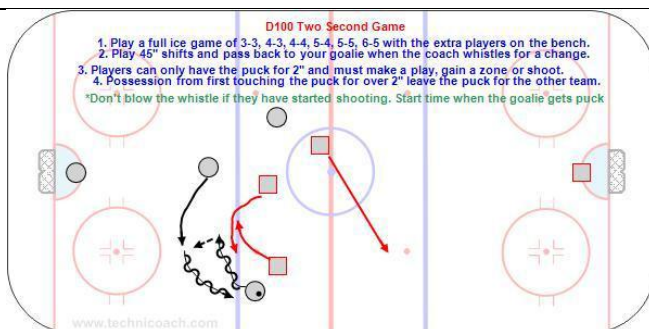 D100 Two Second Game
1. Play a full ice game of 3-3, 4-3, 4-4, 5-4, 5-5, 6-5 with the extra players on the bench.
2. Play 45" shifts and pass back to your goalie when the coach whistles for a change.
3. Players can only have the puck for 2" and must make a play, gain a zone or shoot.
4. Possession from first touching the puck for over 2" leave the puck for the other team.
*Don't blow the whistle if they have started shooting. Start time when the goalie gets puck
www.technicoach.com